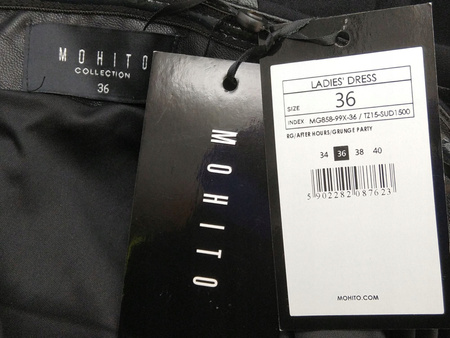 MOHITO
COLLECTION
36
MOHITO
LADIES' DRESS
SIZE 36
INDEX MG858-99X-36 / TZ15-SUD1500
RG/AFTER HOURS/GRUNGE PARTY
34 36 38 40
5902282087623
MOHITO.COM